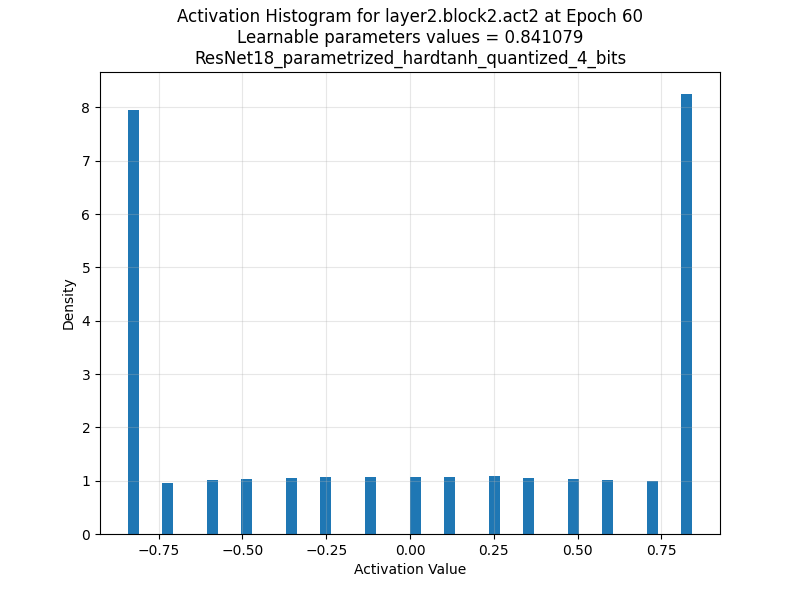 Activation Histogram for layer2.block2.act2 at Epoch 60
Learnable parameters values = 0.841079
ResNet18_parametrized_hardtanh_quantized_4_bits
8
7
6
5
4
3
2
1
0
Density
−0.75 −0.50 −0.25 0.00 0.25 0.50 0.75
Activation Value